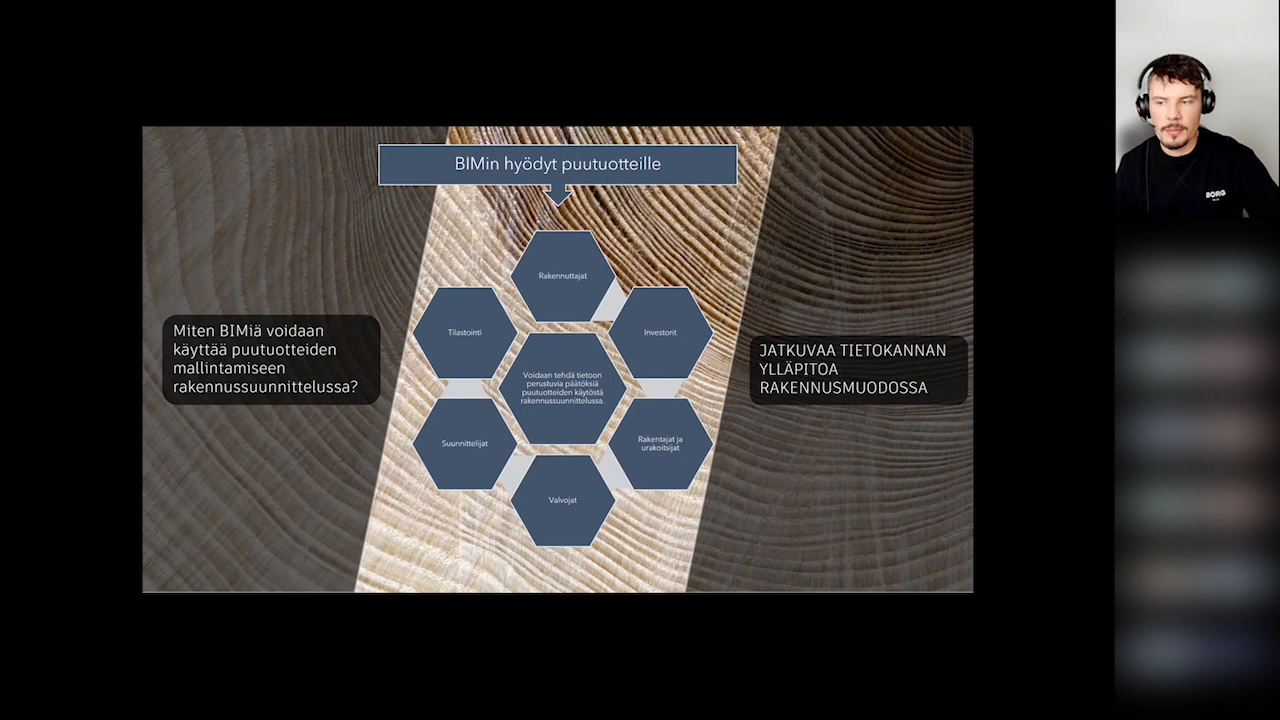 BIMin hyödyt puutuotteille
Rakennuttajat
Tilastointi
Investorit
Miten BIMiä voidaan
käyttää puutuotteiden
mallintamiseen
rakennussuunnittelussa?
Voidaan tehdä tietoon
perustuvia päätöksiä
puutuotteiden käytöstä
rakennussuunnittelussa.
JATKUVAA TIETOKANNAN
YLLÄPITOA
RAKENNUSMUODOSSA
Suunnittelijat
Rakentajat ja
urakoitsijat
Valvojat
BORG